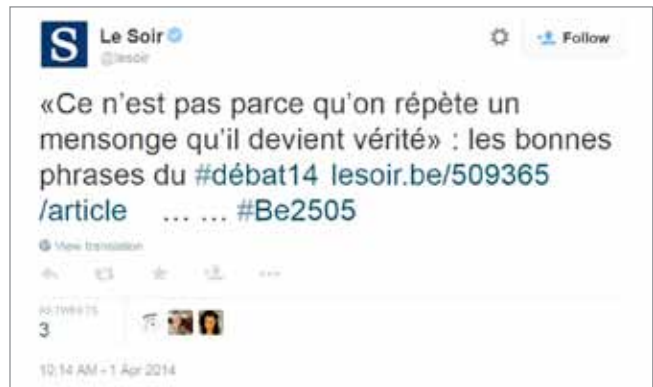 S
Le Soir
@lesoir
Follow
«Ce n’est pas parce qu’on répète un
mensonge qu’il devient vérité» : les bonnes
phrases du #débat14 lesoir.be/509365
/article ... ... #Be2505
View translation
RETWEETS
3
10:14 AM - 1 Apr 2014